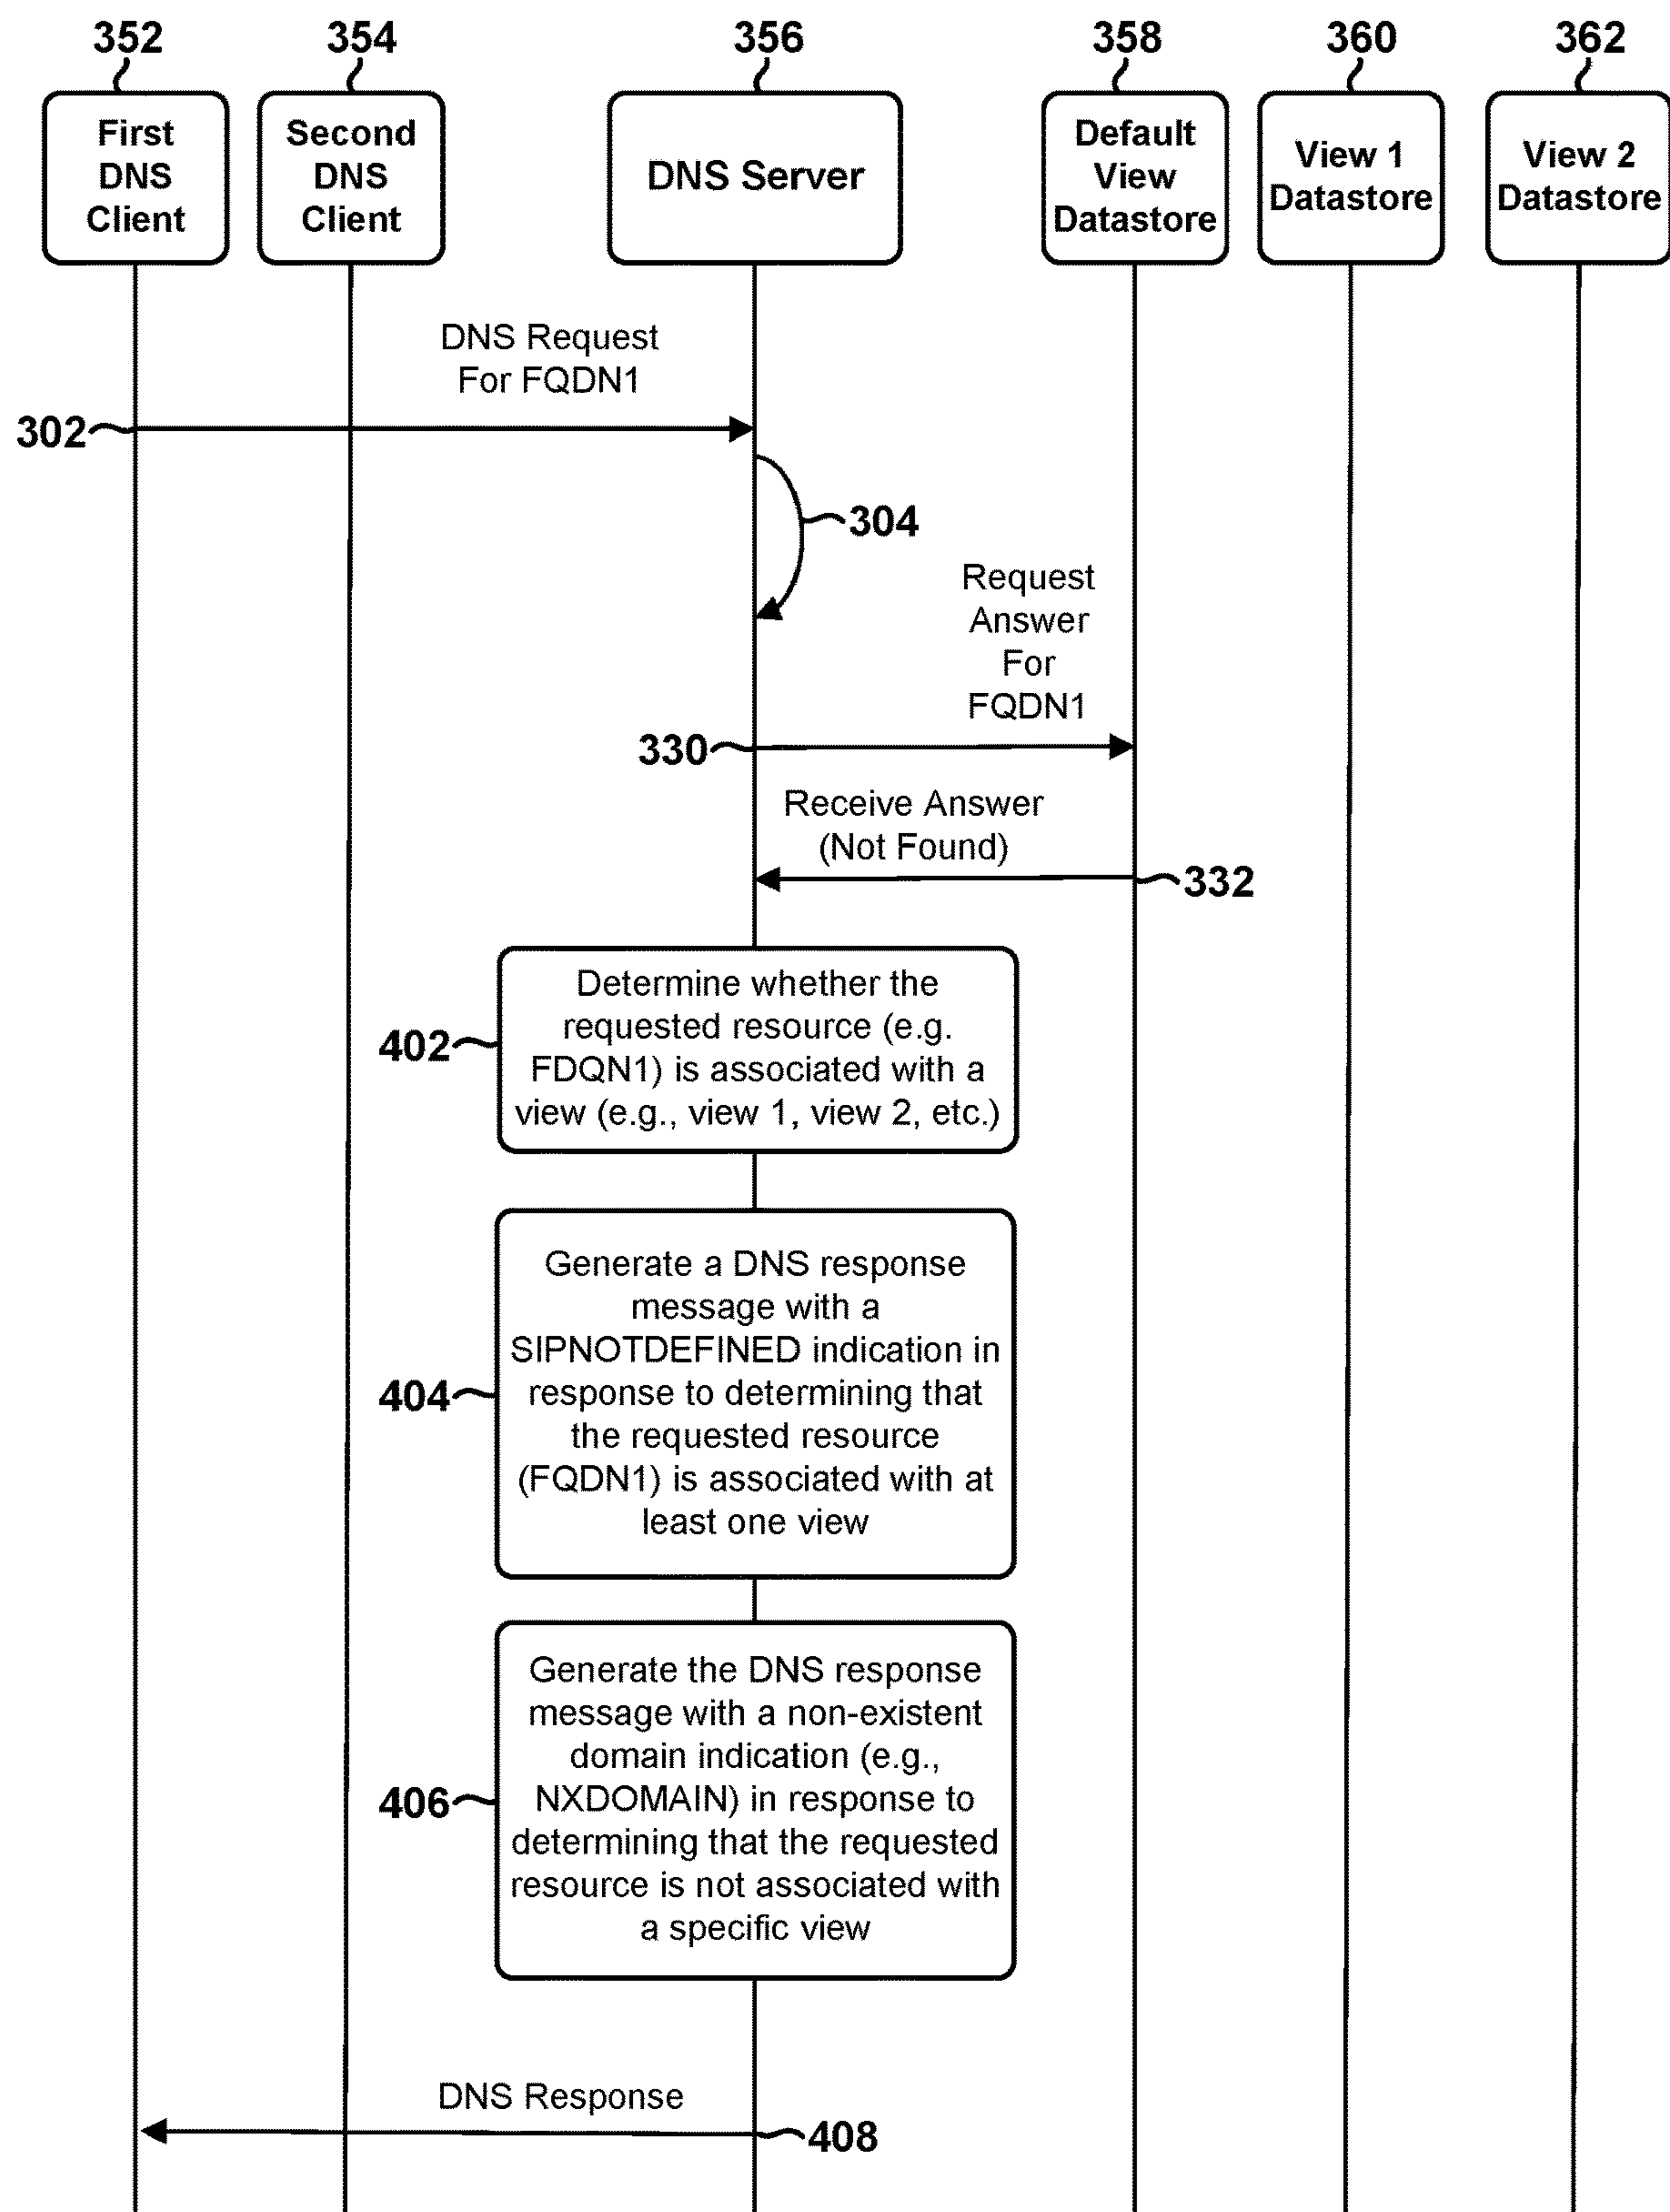 352
354
356
358
360
362
First
DNS
Client
Second
DNS
Client
DNS Server
Default
View
Datastore
View 1
Datastore
View 2
Datastore
DNS Request
For FQDN1
302
304
Request
Answer
For
FQDN1
330
Receive Answer
(Not Found)
332
402
Determine whether the
requested resource (e.g.
FDQN1) is associated with a
view (e.g., view 1, view 2, etc.)
404
Generate a DNS response
message with a
SIPNOTDEFINED indication in
response to determining that
the requested resource
(FQDN1) is associated with at
least one view
406
Generate the DNS response
message with a non-existent
domain indication (e.g.,
NXDOMAIN) in response to
determining that the requested
resource is not associated with
a specific view
DNS Response
408